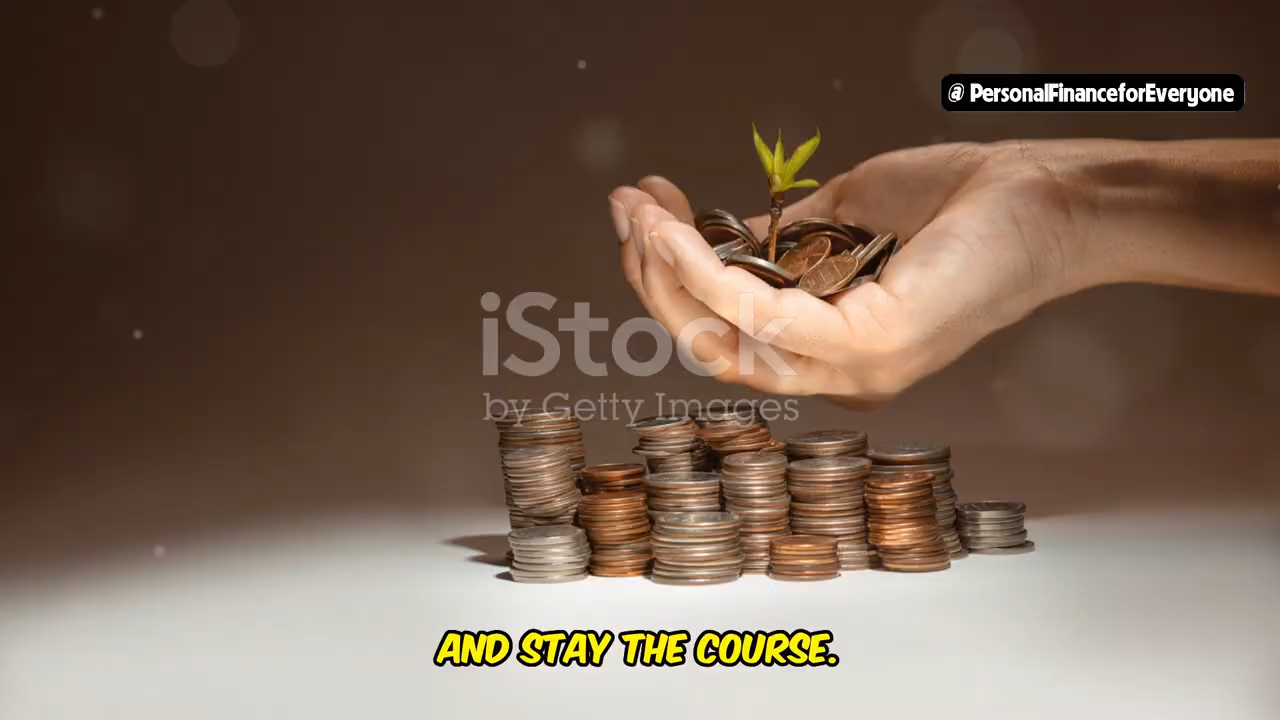 @ PersonalFinanceforEveryone
iStock
by Getty Images
AND STAY THE COURSE.